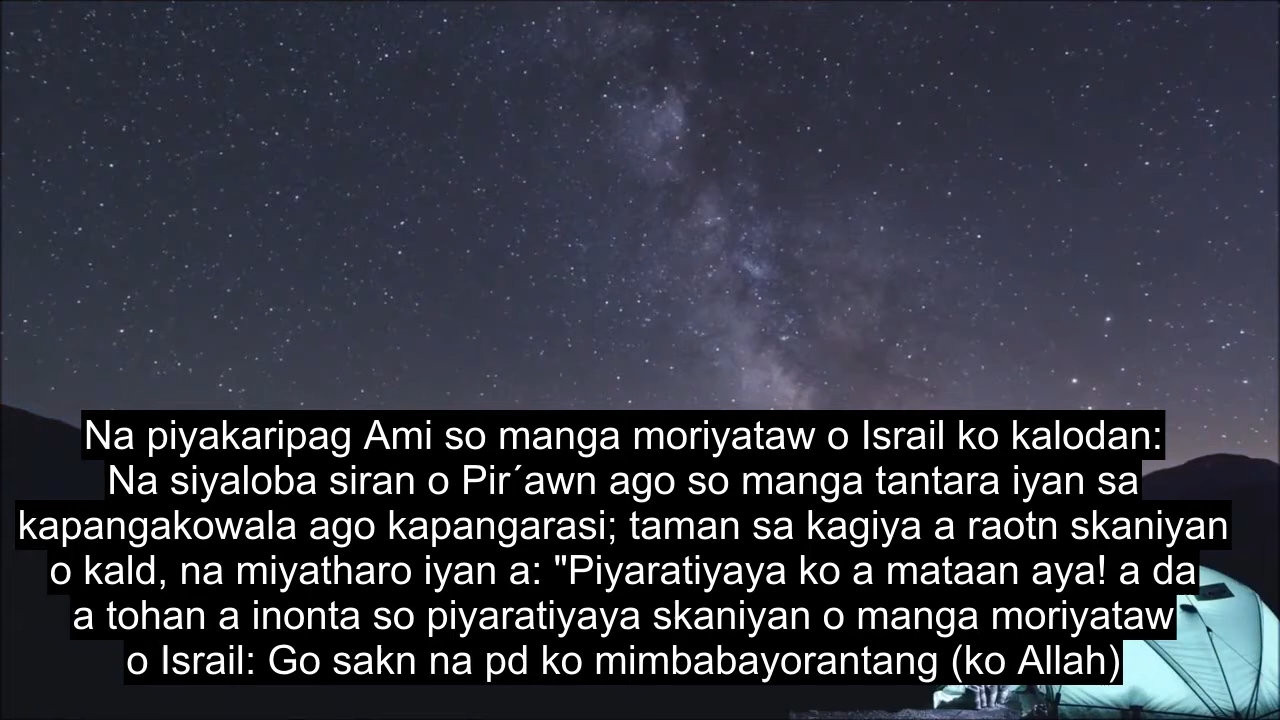 Na piyakaripag Ami so manga moriyataw o Israil ko kalodan:
Na siyaloba siran o Pir´awn ago so manga tantara iyan sa
kapangakowala ago kapangarasi; taman sa kagiya a raotn skaniyan
o kald, na miyatharo iyan a: "Piyaratiyaya ko a mataan aya! a da
a tohan a inonta so piyaratiyaya skaniyan o manga moriyataw
o Israil: Go sakn na pd ko mimbabayorantang (ko Allah)